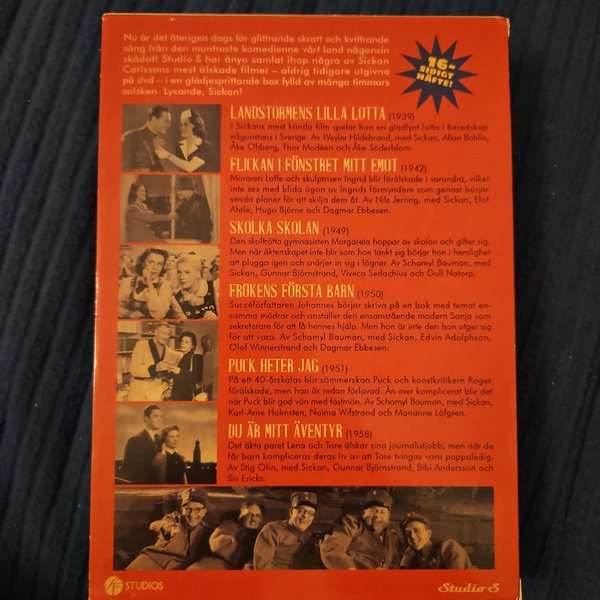 Nu är det återigen dags för glittrande skratt och kvittrande
sång från den muntraste komedienne vårt land någonsin
skådat! Studio S har ånyo samlat ihop några av Sickan
Carlssons mest älskade filmer – aldrig tidigare utgivna
på dvd – i en glädjesprittande box fylld av många timmars
solsken. Lysande, Sickan!
16-
SIDIGT
HÄFTE!
LANDSTORMENS LILLA LOTTA (1939)
I Sickans mest kända film spelar hon en gladlynt lotta i beredskap
någonstans i Sverige. Av Weyler Hildebrand, med Sickan, Allan Bohlin,
Åke Ohberg, Thor Modéen och Åke Söderblom.
FLICKAN I FÖNSTRET MITT EMOT (1942)
Muraren Loffe och skulptrisen Ingrid blir förälskade i varandra, vilket
inte ses med blida ögon av Ingrids förmyndare som genast börjar
smida planer för att skilja dem åt. Av Nils Jerring, med Sickan, Elof
Ahrle, Hugo Björne och Dagmar Ebbesen.
SKOLKA SKOLAN (1949)
Den skoltrötta gymnasisten Margareta hoppar av skolan och gifter sig.
Men när äktenskapet inte blir som hon tänkt sig börjar hon i hemlighet
att plugga igen och snärjer in sig i lögner. Av Schamyl Bauman, med
Sickan, Gunnar Björnstrand, Viveca Serlachius och Gull Natorp.
FRÖKENS FÖRSTA BARN (1950)
Succéförfattaren Johannes börjar skriva på en bok med temat en-
samma mödrar och anställer den ensamstående modern Sonja som
sekreterare för att få hennes hjälp. Men hon är inte den hon utger sig
för att vara. Av Schamyl Bauman, med Sickan, Edvin Adolphson,
Olof Winnerstrand och Dagmar Ebbesen.
PUCK HETER JAG (1951)
På ett 40-årskalas blir sömmerskan Puck och konstkritikern Roger
förälskade, men han är redan förlovad. Än mer komplicerat blir det
när Puck blir god vän med fästmön. Av Schamyl Bauman, med Sickan,
Karl-Arne Holmsten, Naima Wifstrand och Marianne Löfgren.
DU ÄR MITT ÄVENTYR (1958)
Det äkta paret Lena och Tore älskar sina journalistjobb, men när de
får barn kompliceras deras liv av att Tore tvingas vara pappaledig.
Av Stig Olin, med Sickan, Gunnar Björnstrand, Bibi Andersson och
Siv Ericks.
SF STUDIOS
Studio S